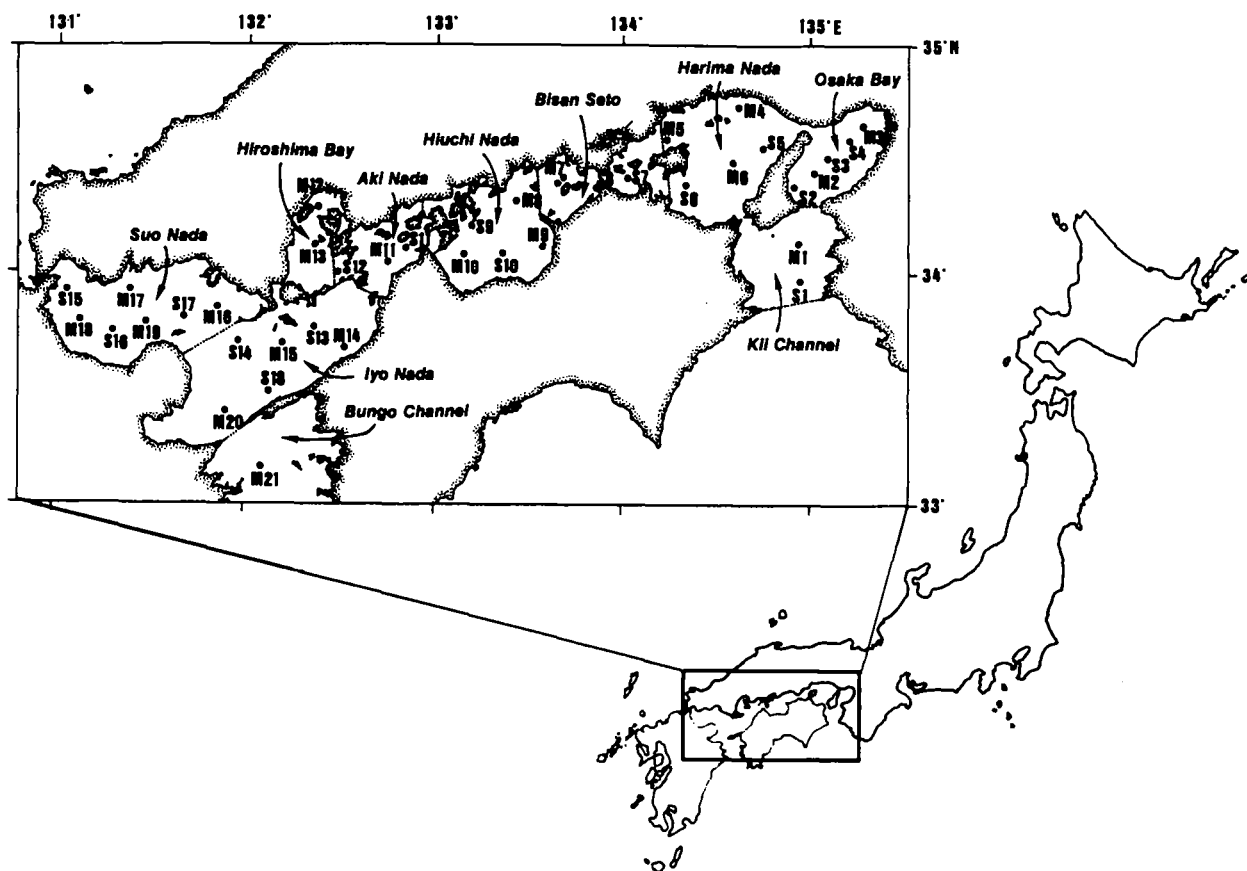 131° 132° 133° 134° 135°E
35°N
Harima Nada
Osaka Bay
Bisan Seto
M4
M3
Hiuchi Nada
M5
S5
S4
Hiroshima Bay
S3
Aki Nada
M7
S7
M6
M2
M12
M8
S6
S2
Suo Nada
S9
M13
M11
M9
M1
S12
M10
S10
34°
S15
M17
S17
M16
S1
M18
S16
M19
S13
M14
S14
M15
Kii Channel
S18
Iyo Nada
M20
Bungo Channel
M21
33°